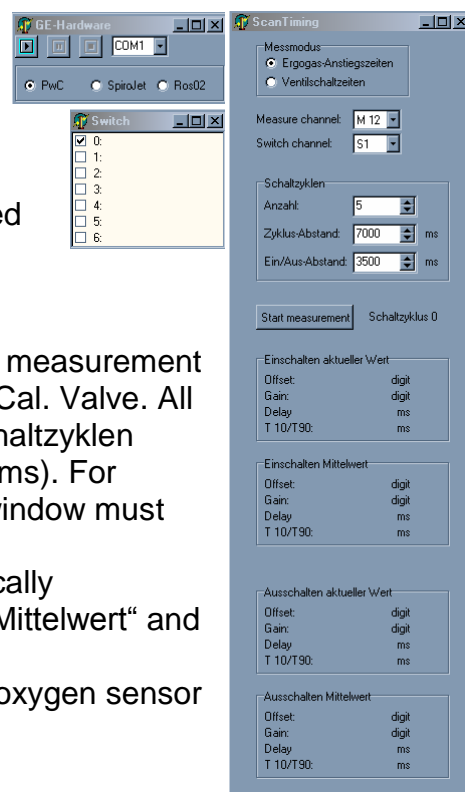 GE-Hardware
COM1
PwC SpiroJet Ros02
Switch
0:
1:
2:
3:
4:
5:
6:
ed
measurement
Cal. Valve. All
haltzyklen
ms). For
window must
cally
Mittelwert“ and
oxygen sensor
ScanTiming
Messmodus
Ergogas-Anstiegszeiten
Ventilschaltzeiten
Measure channel: M 12
Switch channel: S1
Schaltzyklen
Anzahl: 5
Zyklus-Abstand: 7000 ms
Ein/Aus-Abstand: 3500 ms
Start measurement Schaltzyklus 0
Einschalten aktueller Wert
Offset: digit
Gain: digit
Delay ms
T 10/T90: ms
Einschalten Mittelwert
Offset: digit
Gain: digit
Delay ms
T 10/T90: ms
Ausschalten aktueller Wert
Offset: digit
Gain: digit
Delay ms
T 10/T90: ms
Ausschalten Mittelwert
Offset: digit
Gain: digit
Delay ms
T 10/T90: ms